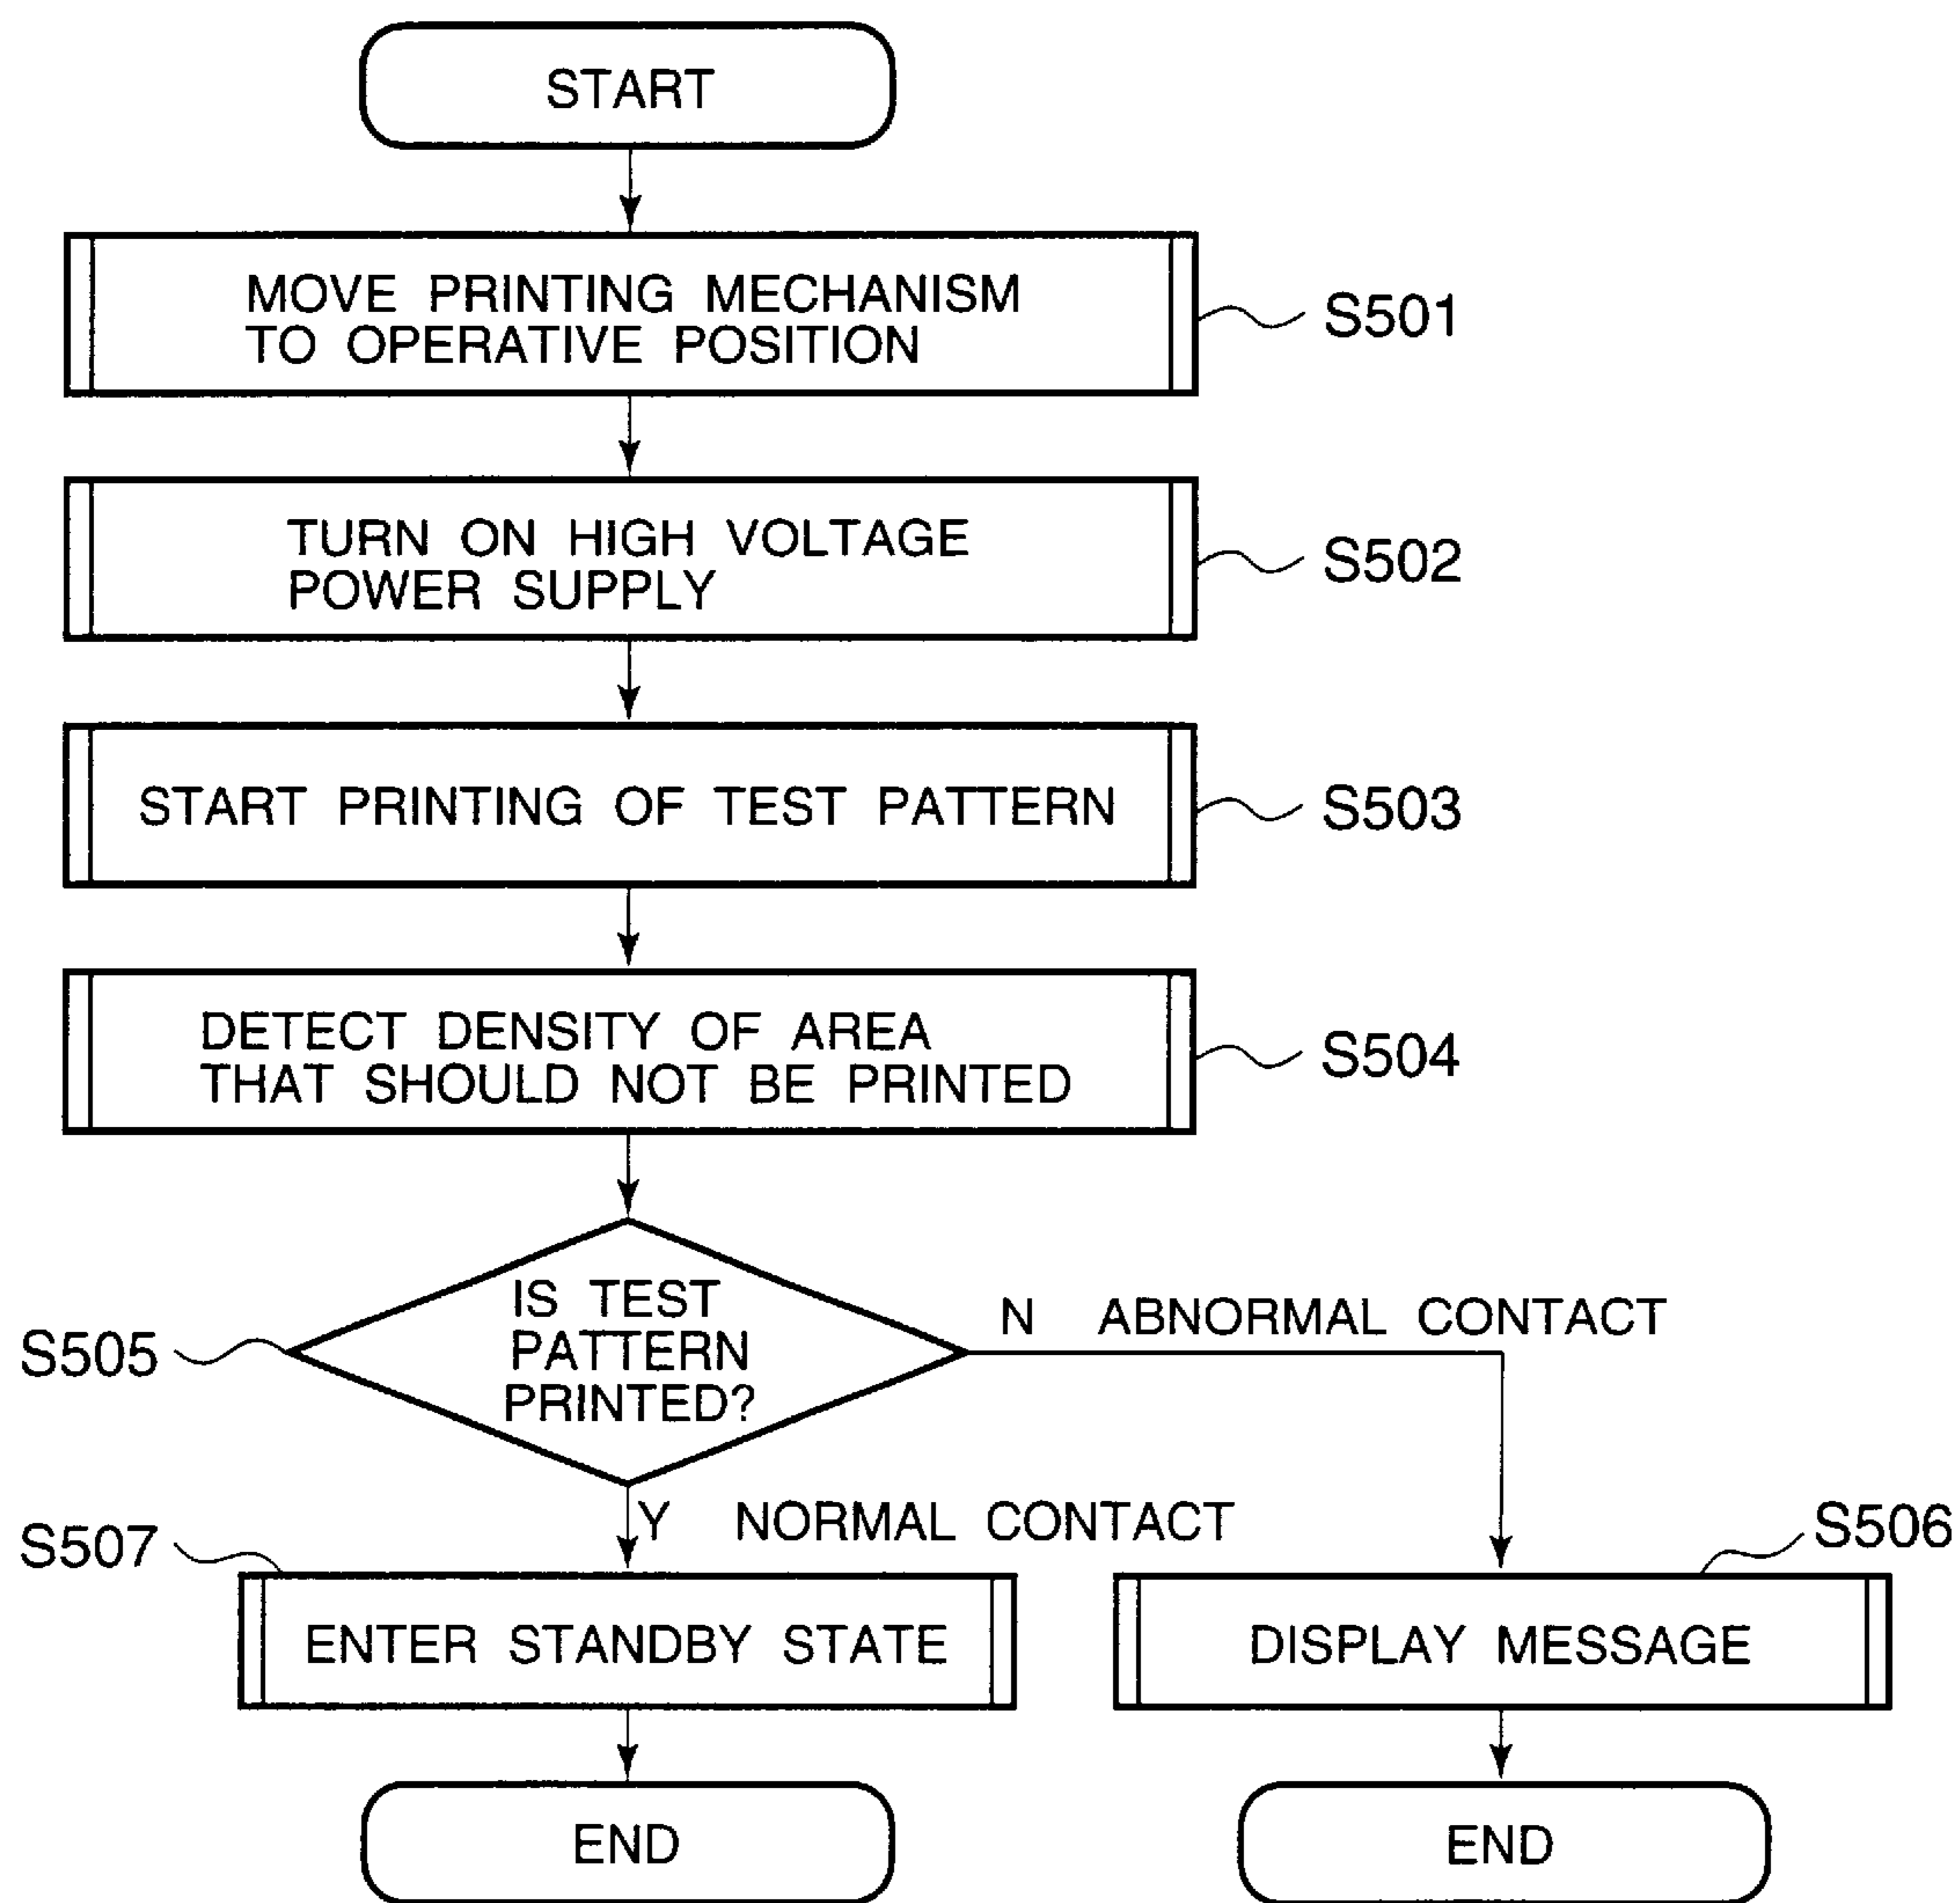 START
MOVE PRINTING MECHANISM
TO OPERATIVE POSITION
S501
TURN ON HIGH VOLTAGE
POWER SUPPLY
S502
START PRINTING OF TEST PATTERN
S503
DETECT DENSITY OF AREA
THAT SHOULD NOT BE PRINTED
S504
IS TEST
PATTERN
PRINTED?
S505
N ABNORMAL CONTACT
Y NORMAL CONTACT
S507
S506
ENTER STANDBY STATE
DISPLAY MESSAGE
END
END